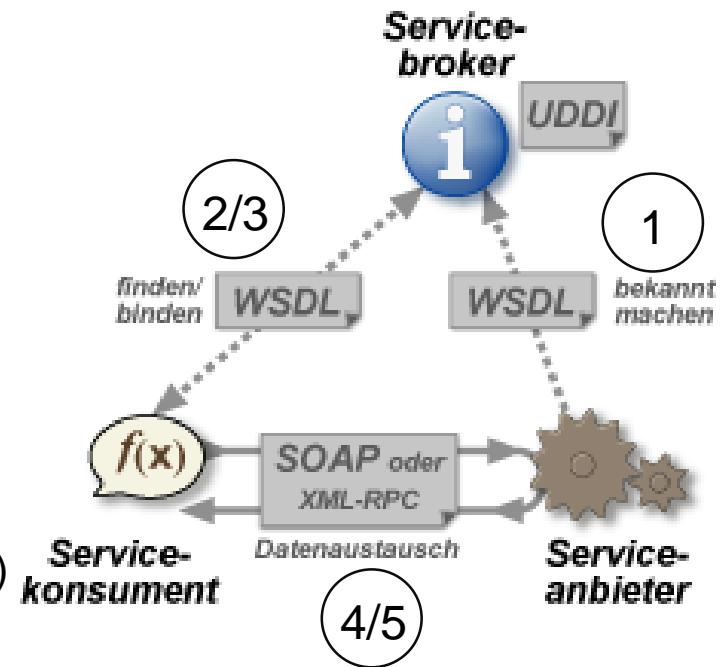 Service-
broker
UDDI
i
2/3
1
finden/
binden
WSDL
WSDL
bekannt
machen
f(x)
SOAP oder
XML-RPC
Datenaustausch
)
Service-
konsument
Service-
anbieter
4/5